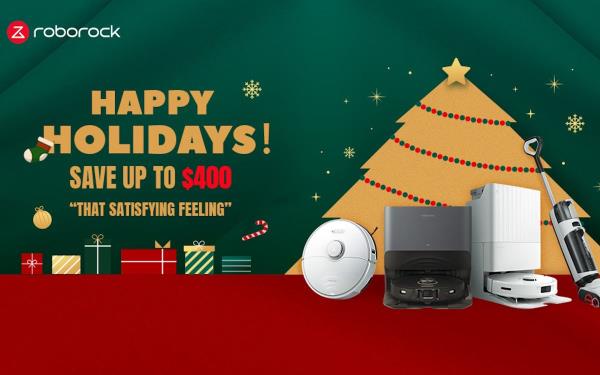 roborock
HAPPY
HOLIDAYS!
SAVE UP TO $400
“THAT SATISFYING FEELING”